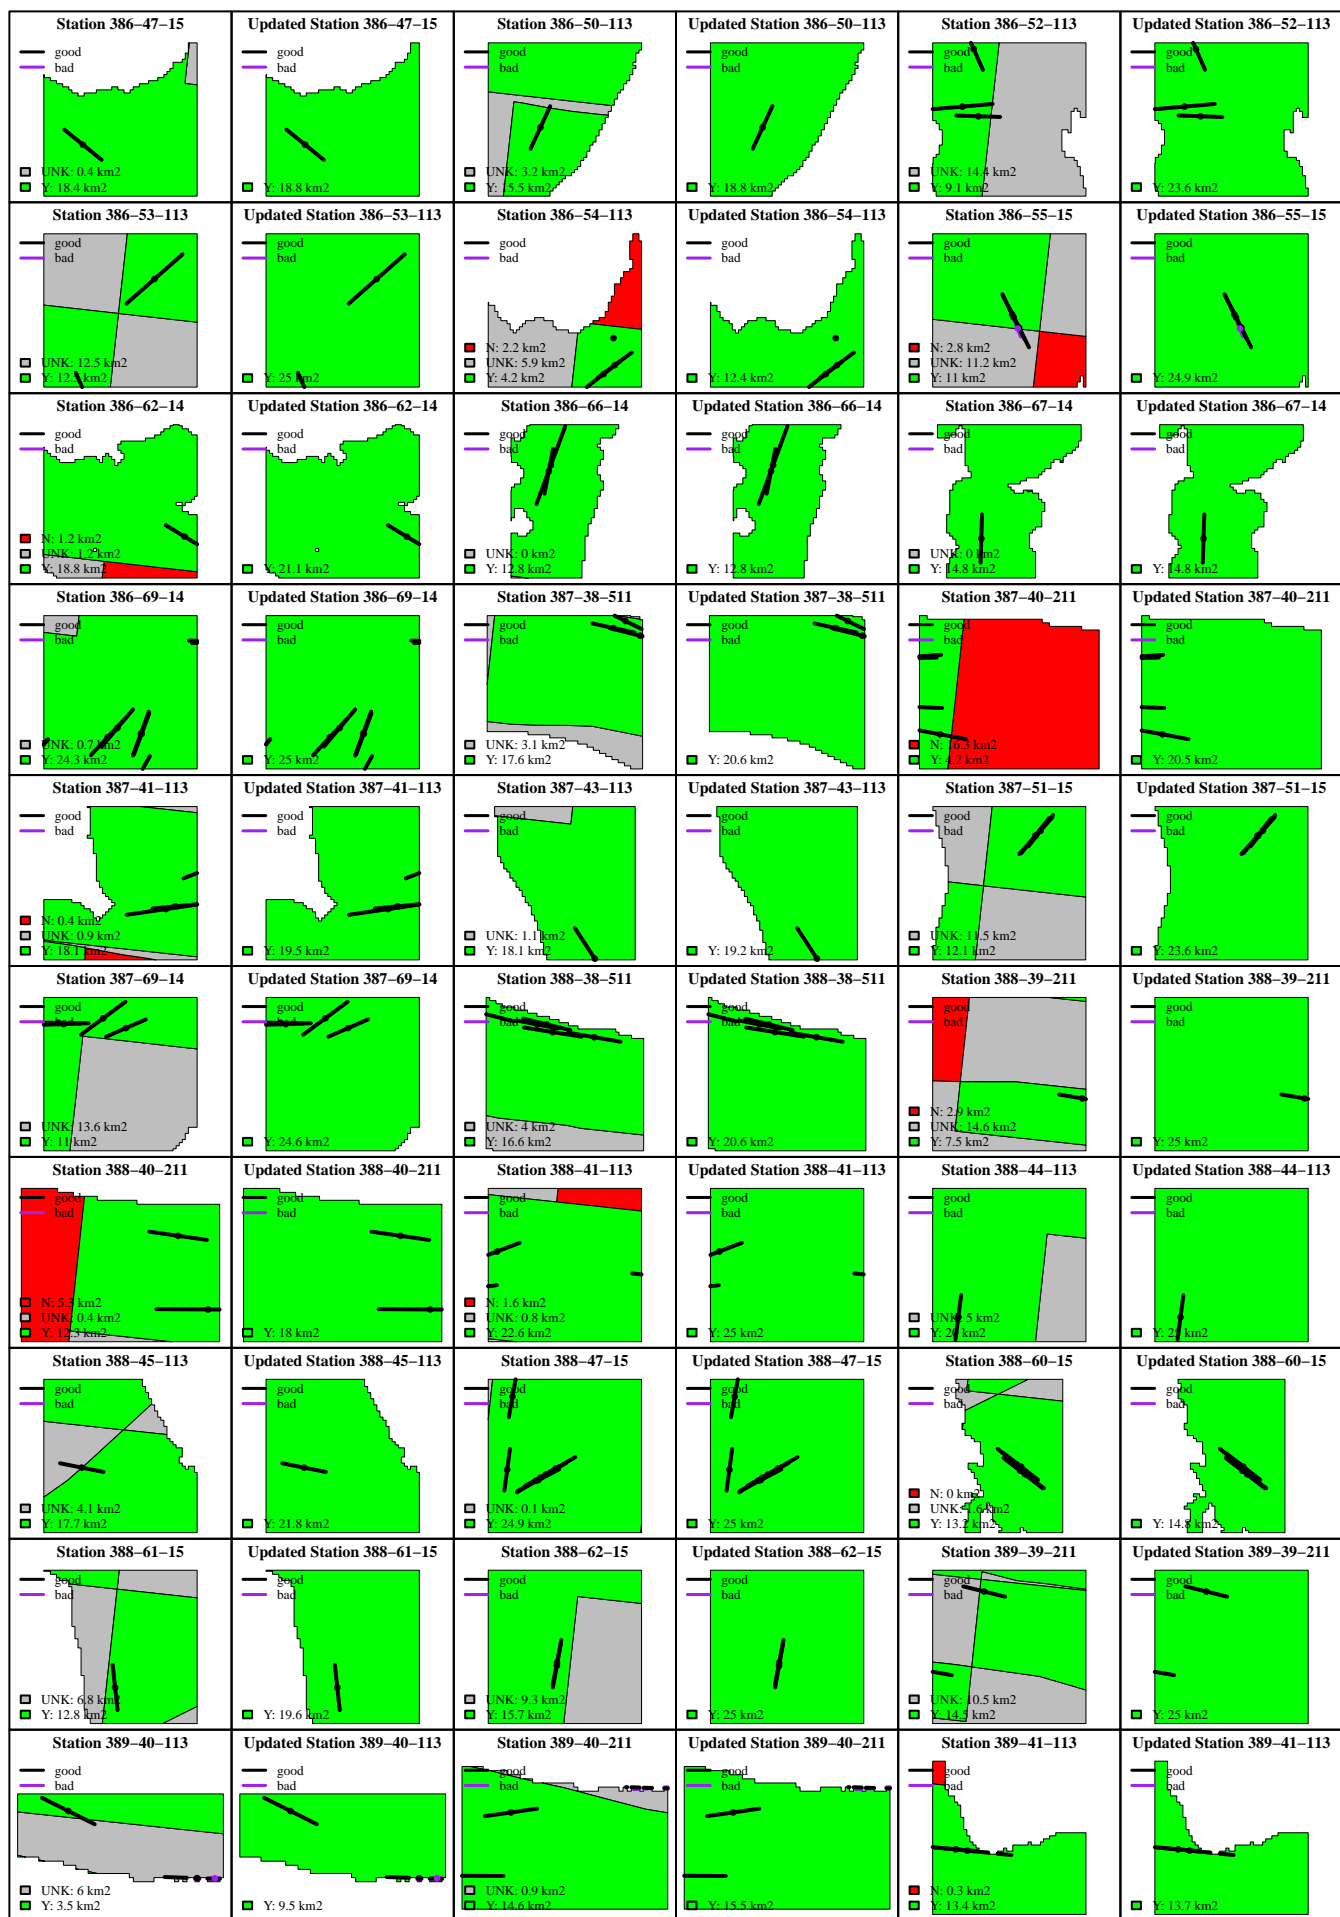 Station 386−47−15
good
bad
UNK: 0.4 km2
Y: 18.4 km2
Updated Station 386−47−15
good
bad
Y: 18.8 km2
Station 386−50−113
good
bad
UNK: 3.2 km2
Y: 15.5 km2
Updated Station 386−50−113
good
bad
Y: 18.8 km2
Station 386−52−113
good
bad
UNK: 14.4 km2
Y: 9.1 km2
Updated Station 386−52−113
good
bad
Y: 23.6 km2
Station 386−53−113
good
bad
UNK: 12.5 km2
Y: km2
Updated Station 386−53−113
good
bad
Y: 25 km2
Station 386−54−113
good
bad
N: 2.2 km2
UNK: 5.9 km2
Y: 4.2 km2
Updated Station 386−54−113
good
bad
Y: 12.4 km2
Station 386−55−15
good
bad
N: 2.8 km2
UNK: 11.2 km2
Y: 11 km2
Updated Station 386−55−15
good
bad
Y: 24.9 km2
Station 386−62−14
good
bad
N: 1.2 km2
UNK: 1.2 km2
Y: 18.8 km2
Updated Station 386−62−14
good
bad
Y: 21.1 km2
Station 386−66−14
good
bad
UNK: 0 km2
Y: 12.8 km2
Updated Station 386−66−14
good
bad
Y: 12.8 km2
Station 386−67−14
good
bad
UNK: 0 km2
Y: 14.8 km2
Updated Station 386−67−14
good
bad
Y: 14.8 km2
Station 386−69−14
good
bad
UNK: 0.7 km2
Y: 24.3 km2
Updated Station 386−69−14
good
bad
Y: 25 km2
Station 387−38−511
good
bad
UNK: 3.1 km2
Y: 17.6 km2
Updated Station 387−38−511
good
bad
Y: 20.6 km2
Station 387−40−211
good
bad
N: 16.3 km2
Y: 4.2 km2
Updated Station 387−40−211
good
bad
Y: 20.5 km2
Station 387−41−113
good
bad
N: 0.4 km2
UNK: 0.9 km2
Y: 18.1 km2
Updated Station 387−41−113
good
bad
Y: 19.5 km2
Station 387−43−113
good
bad
UNK: 1.1 km2
Y: 18.1 km2
Updated Station 387−43−113
good
bad
Y: 19.2 km2
Station 387−51−15
good
bad
UNK: 11.5 km2
Y: 12.1 km2
Updated Station 387−51−15
good
bad
Y: 23.6 km2
Station 387−69−14
good
bad
UNK: 13.6 km2
Y: 11 km2
Updated Station 387−69−14
good
bad
Y: 24.6 km2
Station 388−38−511
good
bad
UNK: 4 km2
Y: 16.6 km2
Updated Station 388−38−511
good
bad
Y: 20.6 km2
Station 388−39−211
good
bad
N: 2.9 km2
UNK: 14.6 km2
Y: 7.5 km2
Updated Station 388−39−211
good
bad
Y: 25 km2
Station 388−40−211
good
bad
N: 5.3 km2
UNK: 0.4 km2
Y: 12.3 km2
Updated Station 388−40−211
good
bad
Y: 18 km2
Station 388−41−113
good
bad
N: 1.6 km2
UNK: 0.8 km2
Y: 22.6 km2
Updated Station 388−41−113
good
bad
Y: 25 km2
Station 388−44−113
good
bad
UNK: 5 km2
Y: 20 km2
Updated Station 388−44−113
good
bad
Y: 25 km2
Station 388−45−113
good
bad
UNK: 4.1 km2
Y: 17.7 km2
Updated Station 388−45−113
good
bad
Y: 21.8 km2
Station 388−47−15
good
bad
UNK: 0.1 km2
Y: 24.9 km2
Updated Station 388−47−15
good
bad
Y: 25 km2
Station 388−60−15
good
bad
N: 0 km2
UNK: 1.6 km2
Y: 13.2 km2
Updated Station 388−60−15
good
bad
Y: 14.8 km2
Station 388−61−15
good
bad
UNK: 6.8 km2
Y: 12.8 km2
Updated Station 388−61−15
good
bad
Y: 19.6 km2
Station 388−62−15
good
bad
UNK: 9.3 km2
Y: 15.7 km2
Updated Station 388−62−15
good
bad
Y: 25 km2
Station 389−39−211
good
bad
UNK: 10.5 km2
Y: 14.5 km2
Updated Station 389−39−211
good
bad
Y: 25 km2
Station 389−40−113
good
bad
UNK: 6 km2
Y: 3.5 km2
Updated Station 389−40−113
good
bad
Y: 9.5 km2
Station 389−40−211
good
bad
UNK: 0.9 km2
Y: 14.6 km2
Updated Station 389−40−211
good
bad
Y: 15.5 km2
Station 389−41−113
good
bad
N: 0.3 km2
Y: 13.4 km2
Updated Station 389−41−113
good
bad
Y: 13.7 km2